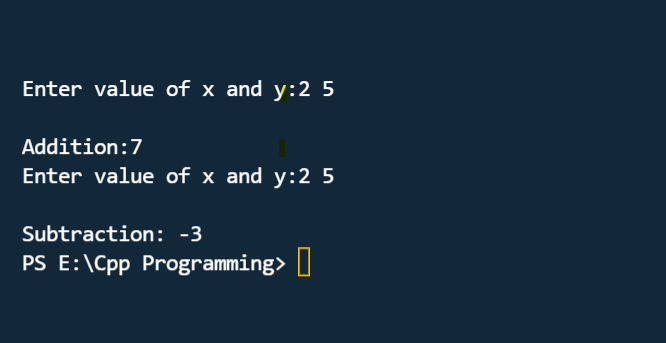 Enter value of x and y:2 5
Addition:7
Enter value of x and y:2 5
Subtraction: -3
PS E:\Cpp Programming>